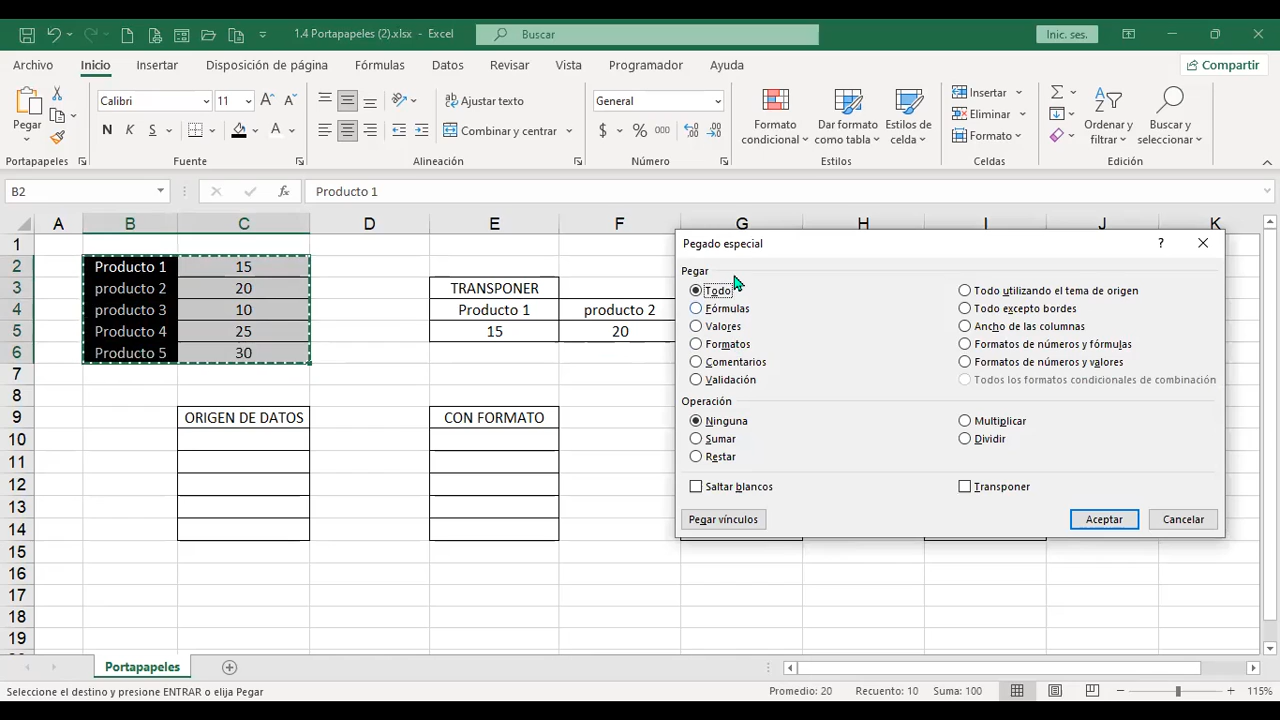 1.4 Portapapeles (2).xlsx - Excel
Buscar
Inic. ses.
Archivo Inicio Insertar Disposición de página Fórmulas Datos Revisar Vista Programador Ayuda
Compartir
Pegar
Portapapeles
Calibri 11
N K S
Fuente
Ajustar texto
Combinar y centrar
Alineación
General
$ % 000
Número
Formato condicional
Dar formato como tabla
Estilos de celda
Estilos
Insertar
Eliminar
Formato
Celdas
Ordenar y filtrar
Buscar y seleccionar
Edición
B2 fx Producto 1
A B C D E F G H I J K
1
2 Producto 1 15
3 producto 2 20 TRANSPONER
4 producto 3 10 Producto 1 producto 2
5 Producto 4 25 15 20
6 Producto 5 30
7
8
9 ORIGEN DE DATOS CON FORMATO
10
11
12
13
14
15
16
17
18
19
Pegado especial ?
Pegar
Todo Todo utilizando el tema de origen
Fórmulas Todo excepto bordes
Valores Ancho de las columnas
Formatos Formatos de números y fórmulas
Comentarios Formatos de números y valores
Validación Todos los formatos condicionales de combinación
Operación
Ninguna Multiplicar
Sumar Dividir
Restar
Saltar blancos Transponer
Pegar vínculos Aceptar Cancelar
Portapapeles
Seleccione el destino y presione ENTRAR o elija Pegar Promedio: 20 Recuento: 10 Suma: 100 115%